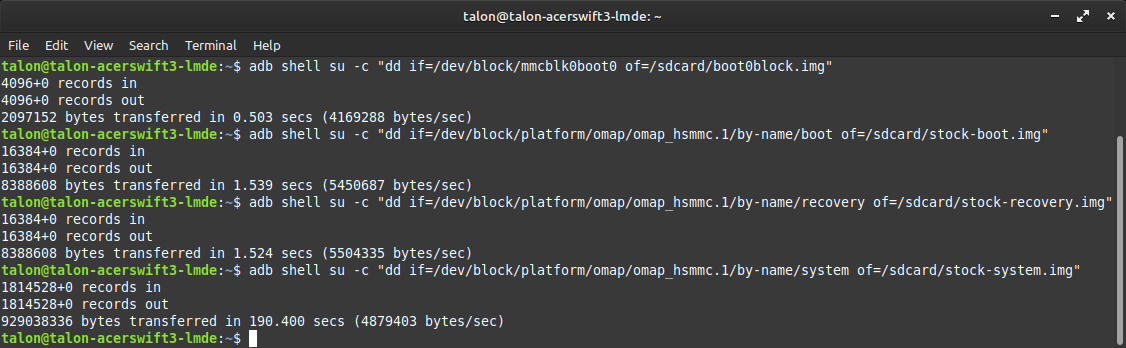 talon@talon-acerswift3-lmde: ~
File Edit View Search Terminal Help
talon@talon-acerswift3-lmde:~$ adb shell su -c "dd if=/dev/block/mmcblk0boot0 of=/sdcard/boot0block.img"
4096+0 records in
4096+0 records out
2097152 bytes transferred in 0.503 secs (4169288 bytes/sec)
talon@talon-acerswift3-lmde:~$ adb shell su -c "dd if=/dev/block/platform/omap/omap_hsmmc.1/by-name/boot of=/sdcard/stock-boot.img"
16384+0 records in
16384+0 records out
8388608 bytes transferred in 1.539 secs (5450687 bytes/sec)
talon@talon-acerswift3-lmde:~$ adb shell su -c "dd if=/dev/block/platform/omap/omap_hsmmc.1/by-name/recovery of=/sdcard/stock-recovery.img"
16384+0 records in
16384+0 records out
8388608 bytes transferred in 1.524 secs (5504335 bytes/sec)
talon@talon-acerswift3-lmde:~$ adb shell su -c "dd if=/dev/block/platform/omap/omap_hsmmc.1/by-name/system of=/sdcard/stock-system.img"
1814528+0 records in
1814528+0 records out
929038336 bytes transferred in 190.400 secs (4879403 bytes/sec)
talon@talon-acerswift3-lmde:~$